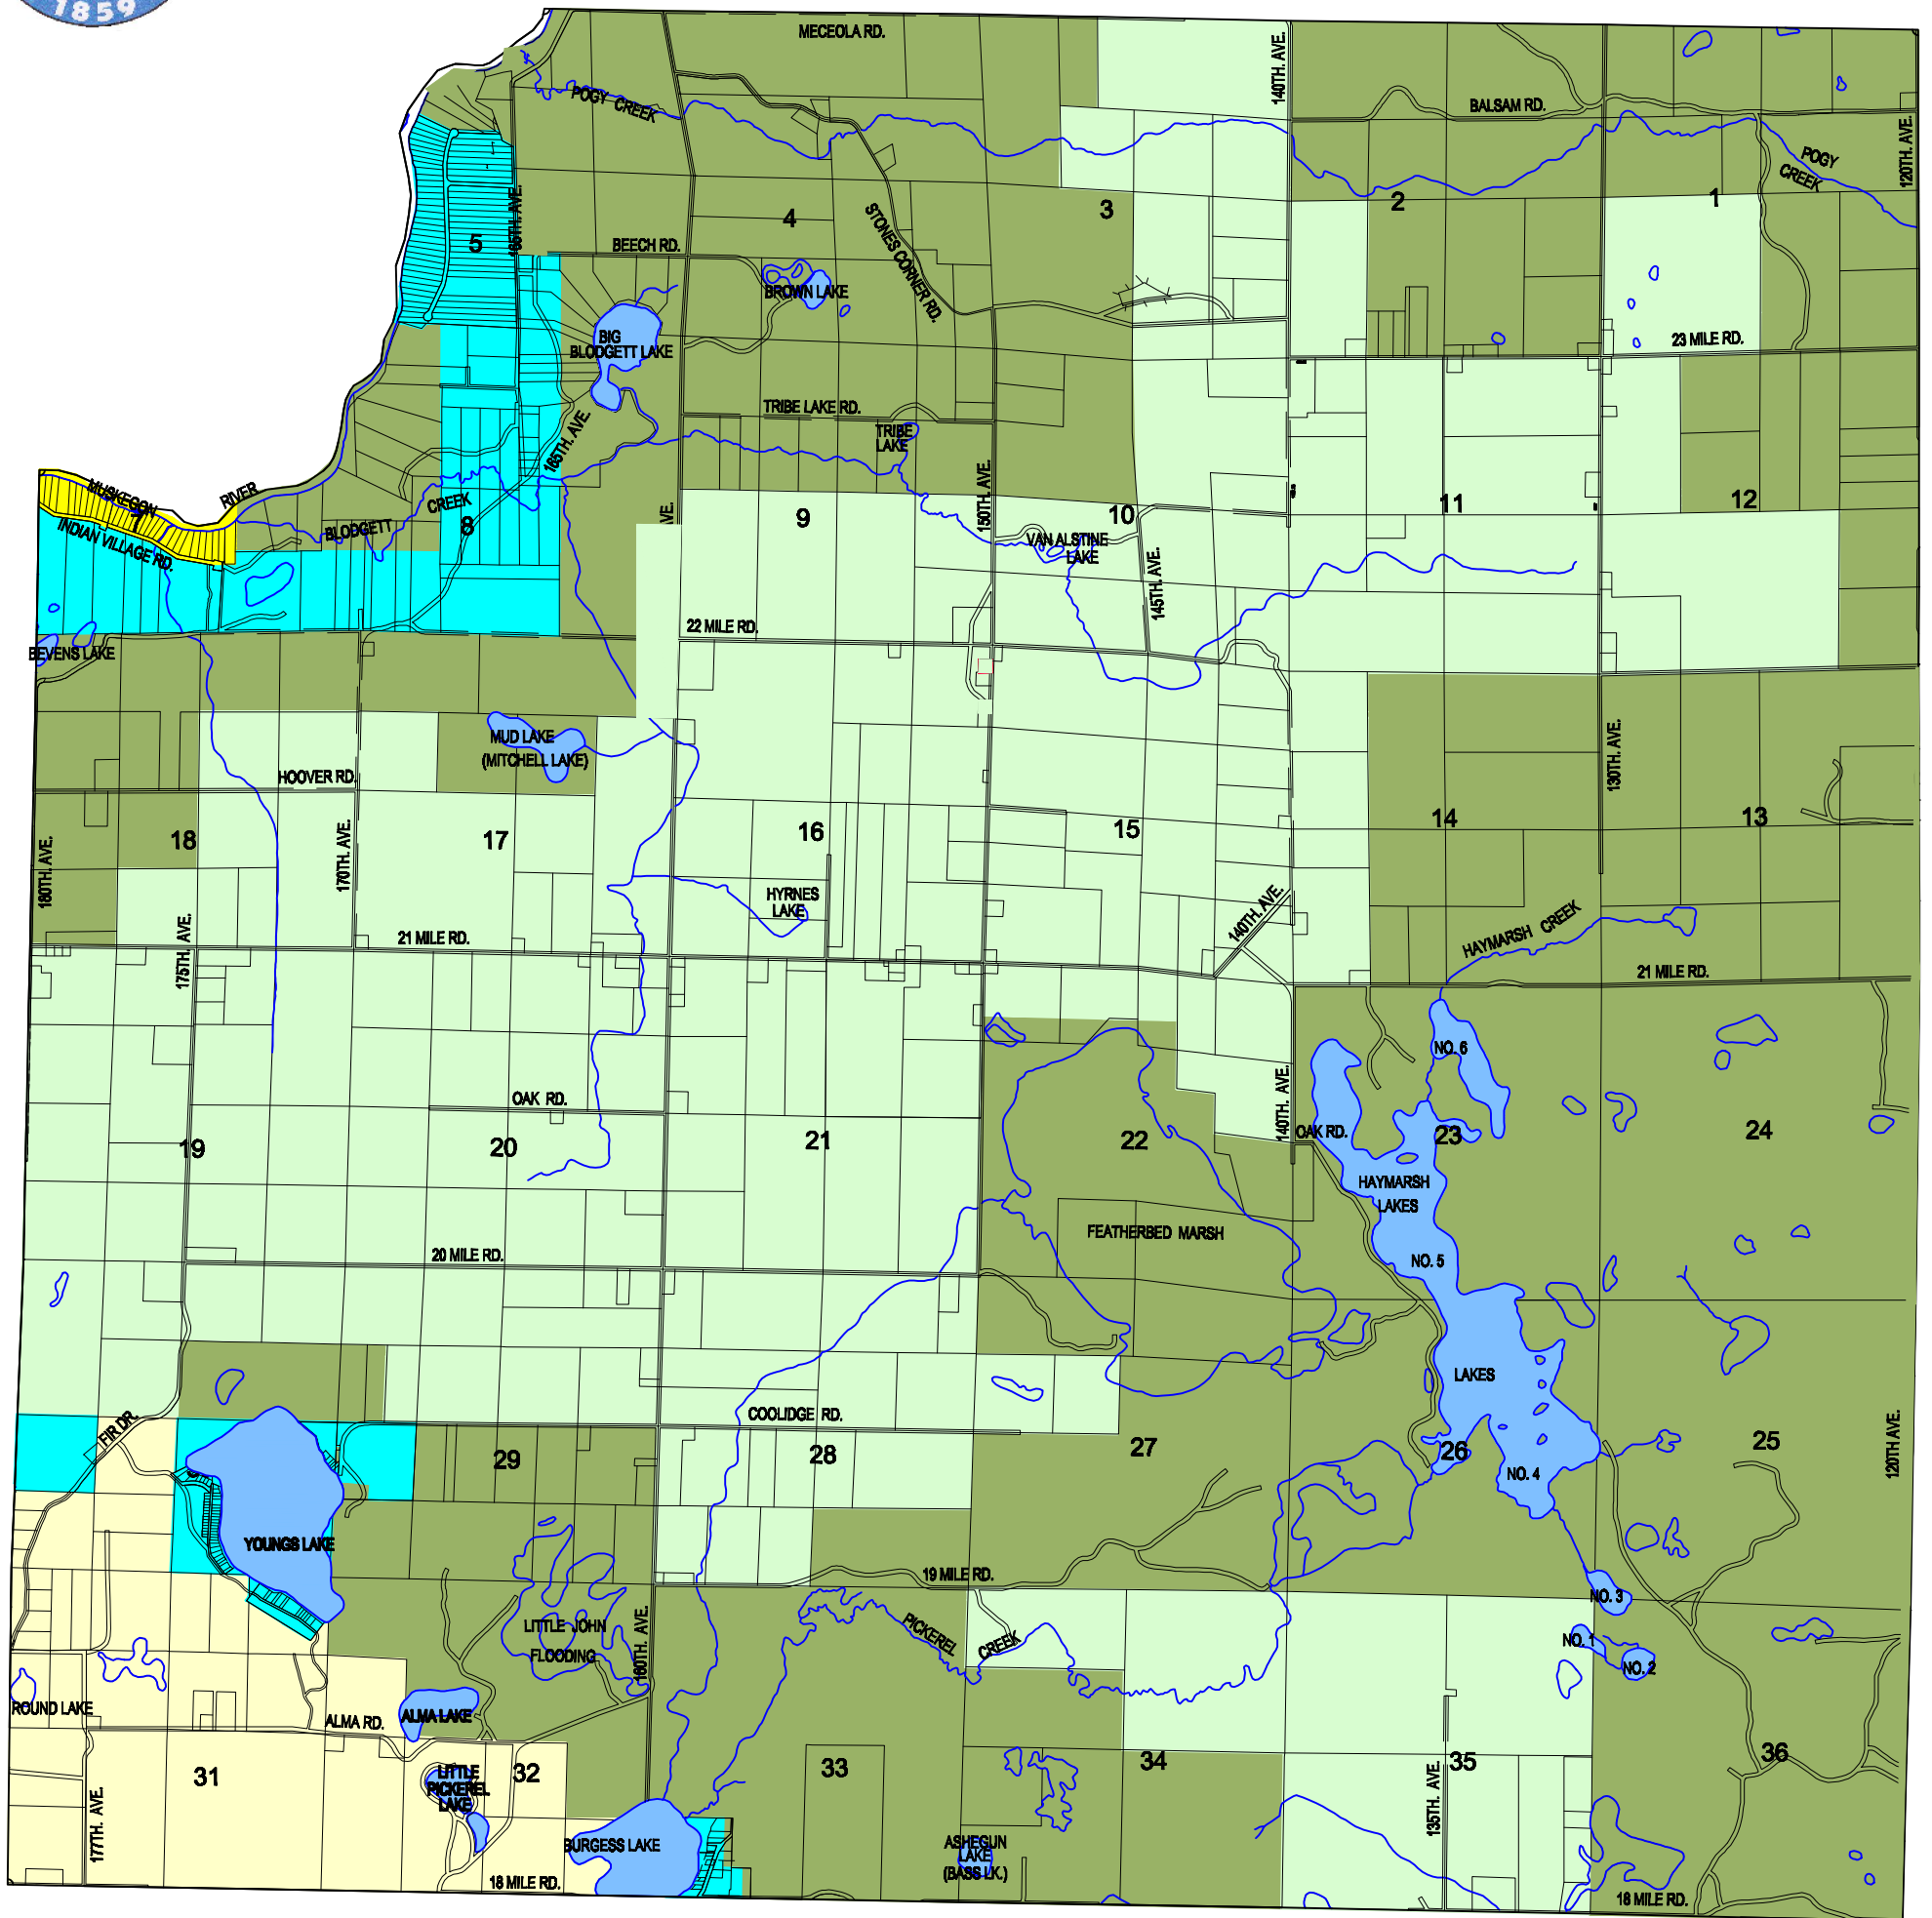 1859
MECEOLA RD.
140TH. AVE.
POGY CREEK
BALSAM RD.
120TH. AVE.
POGY
CREEK
165TH. AVE.
5
4
3
2
1
STONES CORNER RD.
BEECH RD.
BROWN LAKE
BIG
BLODGETT LAKE
23 MILE RD.
TRIBE LAKE RD.
TRIBE
LAKE
165TH. AVE.
150TH. AVE.
MUSKEGON
RIVER
7
INDIAN VILLAGE RD.
BLODGETT
CREEK
8
AVE.
9
10
11
12
VAN ALSTINE
LAKE
145TH. AVE.
22 MILE RD.
BEVENS LAKE
MUD LAKE
(MITCHELL LAKE)
130TH. AVE.
HOOVER RD.
18
17
16
15
14
13
180TH. AVE.
170TH. AVE.
HYRNES
LAKE
140TH. AVE.
HAYMARSH CREEK
175TH. AVE.
21 MILE RD.
21 MILE RD.
NO. 6
OAK RD.
140TH. AVE.
OAK RD.
19
20
21
22
23
24
HAYMARSH
LAKES
FEATHERBED MARSH
20 MILE RD.
NO. 5
LAKES
FIR DR.
COOLIDGE RD.
29
28
27
26
25
120TH AVE.
NO. 4
YOUNGS LAKE
19 MILE RD.
NO. 3
LITTLE JOHN
FLOODING
160TH. AVE.
PICKEREL
CREEK
NO. 1
NO. 2
ROUND LAKE
ALMA RD.
ALMA LAKE
31
32
33
34
35
36
LITTLE
PICKEREL
LAKE
177TH. AVE.
135TH. AVE.
BURGESS LAKE
ASHEGUN
LAKE
(BASS LK.)
18 MILE RD.
18 MILE RD.